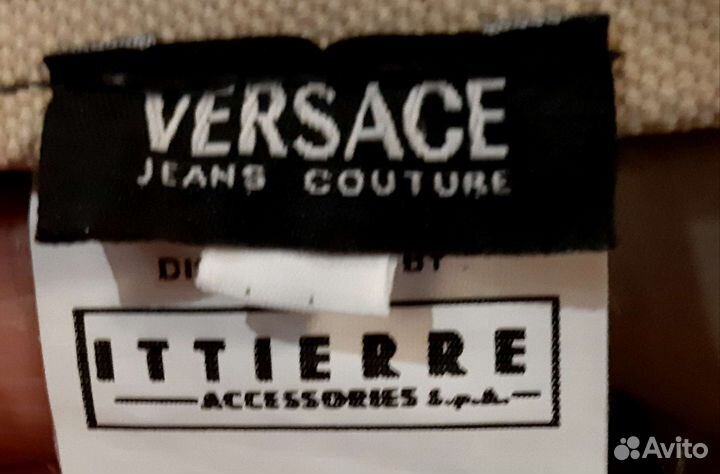 VERSACE
JEANS COUTURE
BY
ITTIERRE
ACCESSORIES S.p.A.
Avito